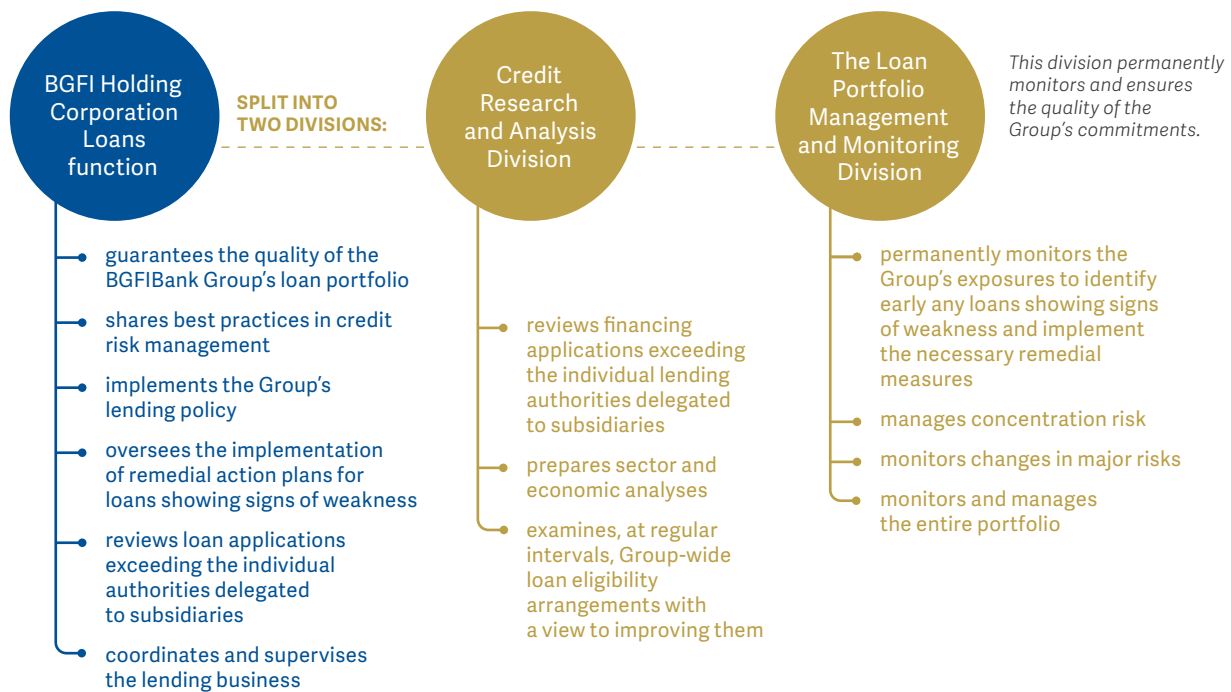 BGFI Holding
Corporation
Loans
function
SPLIT INTO
TWO DIVISIONS:
Credit
Research
and Analysis
Division
The Loan
Portfolio
Management
and Monitoring
Division
This division permanently
monitors and ensures
the quality of the
Group’s commitments.
guarantees the quality of the
BGFIBank Group’s loan portfolio
shares best practices in credit
risk management
implements the Group’s
lending policy
oversees the implementation
of remedial action plans for
loans showing signs of weakness
reviews loan applications
exceeding the individual
authorities delegated
to subsidiaries
coordinates and supervises
the lending business
reviews financing
applications exceeding
the individual lending
authorities delegated
to subsidiaries
prepares sector and
economic analyses
examines, at regular
intervals, Group-wide
loan eligibility
arrangements with
a view to improving them
permanently monitors the
Group’s exposures to identify
early any loans showing signs
of weakness and implement
the necessary remedial
measures
manages concentration risk
monitors changes in major risks
monitors and manages
the entire portfolio